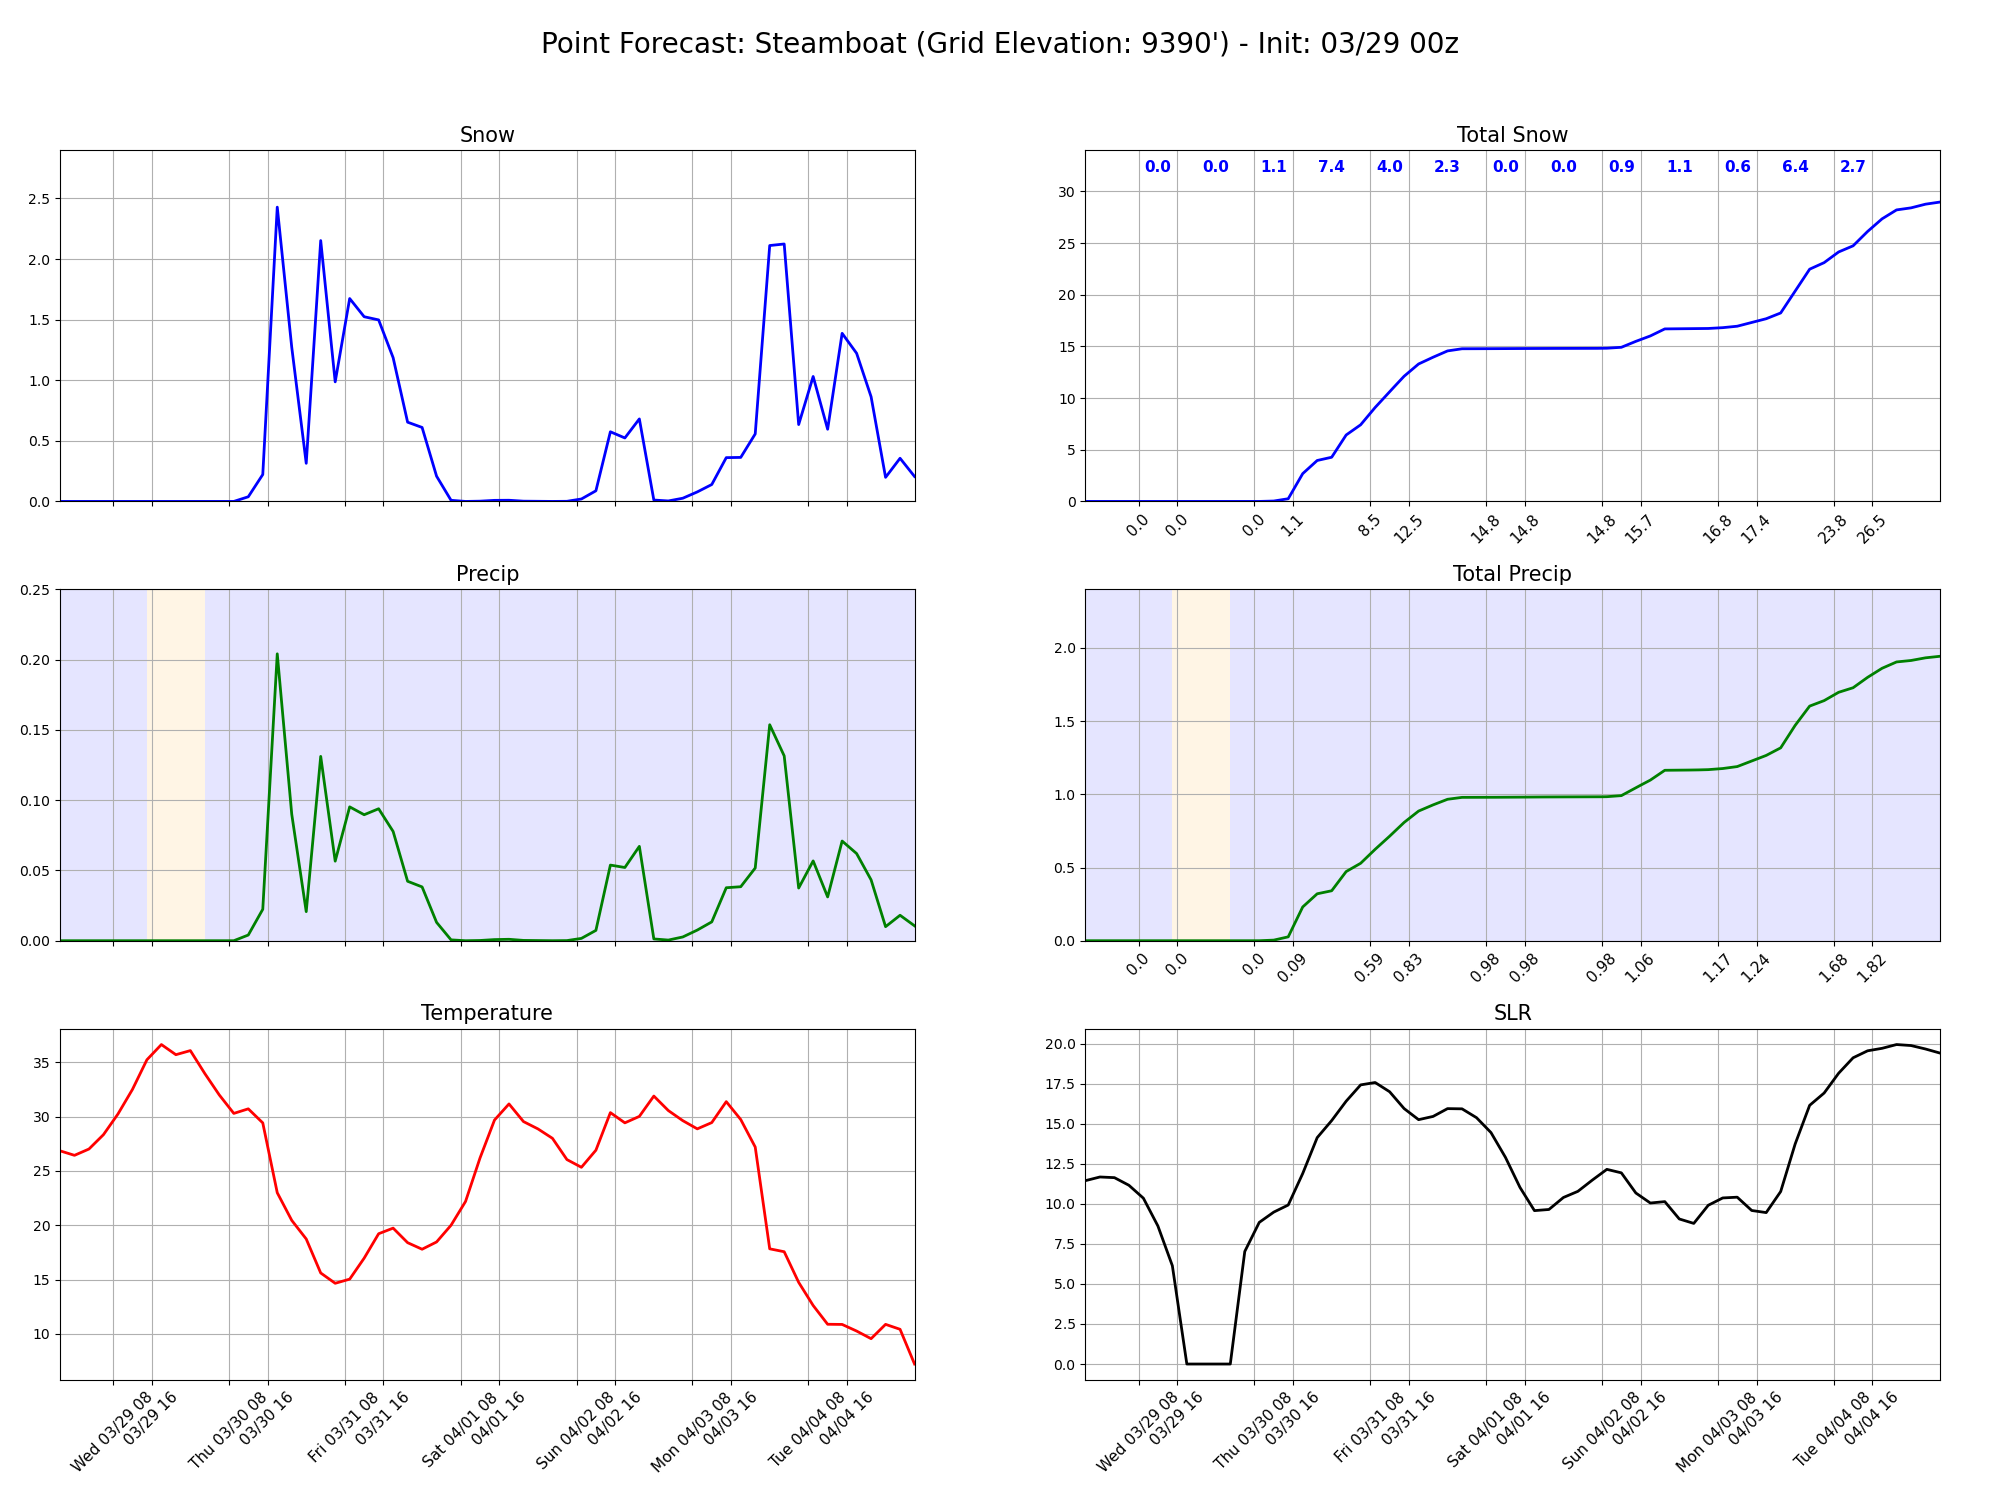 Point Forecast: Steamboat (Grid Elevation: 9390') - Init: 03/29 00z
Snow
2.5
2.0
1.5
1.0
0.5
0.0
Total Snow
0.0 0.0 1.1 7.4 4.0 2.3 0.0 0.0 0.9 1.1 0.6 6.4 2.7
30
25
20
15
10
5
0
0.0 0.0 0.0 1.1 8.5 12.5 14.8 14.8 14.8 15.7 16.8 17.4 23.8 26.5
Precip
0.25
0.20
0.15
0.10
0.05
0.00
Total Precip
2.0
1.5
1.0
0.5
0.0
0.0 0.0 0.0 0.09 0.59 0.83 0.98 0.98 0.98 1.06 1.17 1.24 1.68 1.82
Temperature
35
30
25
20
15
10
Wed 03/29 08
03/29 16
Thu 03/30 08
03/30 16
Fri 03/31 08
03/31 16
Sat 04/01 08
04/01 16
Sun 04/02 08
04/02 16
Mon 04/03 08
04/03 16
Tue 04/04 08
04/04 16
SLR
20.0
17.5
15.0
12.5
10.0
7.5
5.0
2.5
0.0
Wed 03/29 08
03/29 16
Thu 03/30 08
03/30 16
Fri 03/31 08
03/31 16
Sat 04/01 08
04/01 16
Sun 04/02 08
04/02 16
Mon 04/03 08
04/03 16
Tue 04/04 08
04/04 16